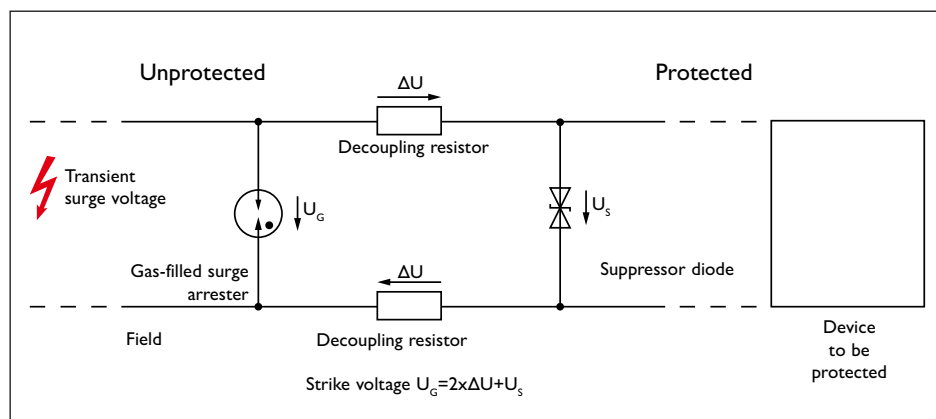 Unprotected
Protected
ΔU
Decoupling resistor
Transient
surge voltage
U_G
U_S
Gas-filled surge
arrester
ΔU
Suppressor diode
Field
Decoupling resistor
Device
to be
protected
Strike voltage U_G=2xΔU+U_S